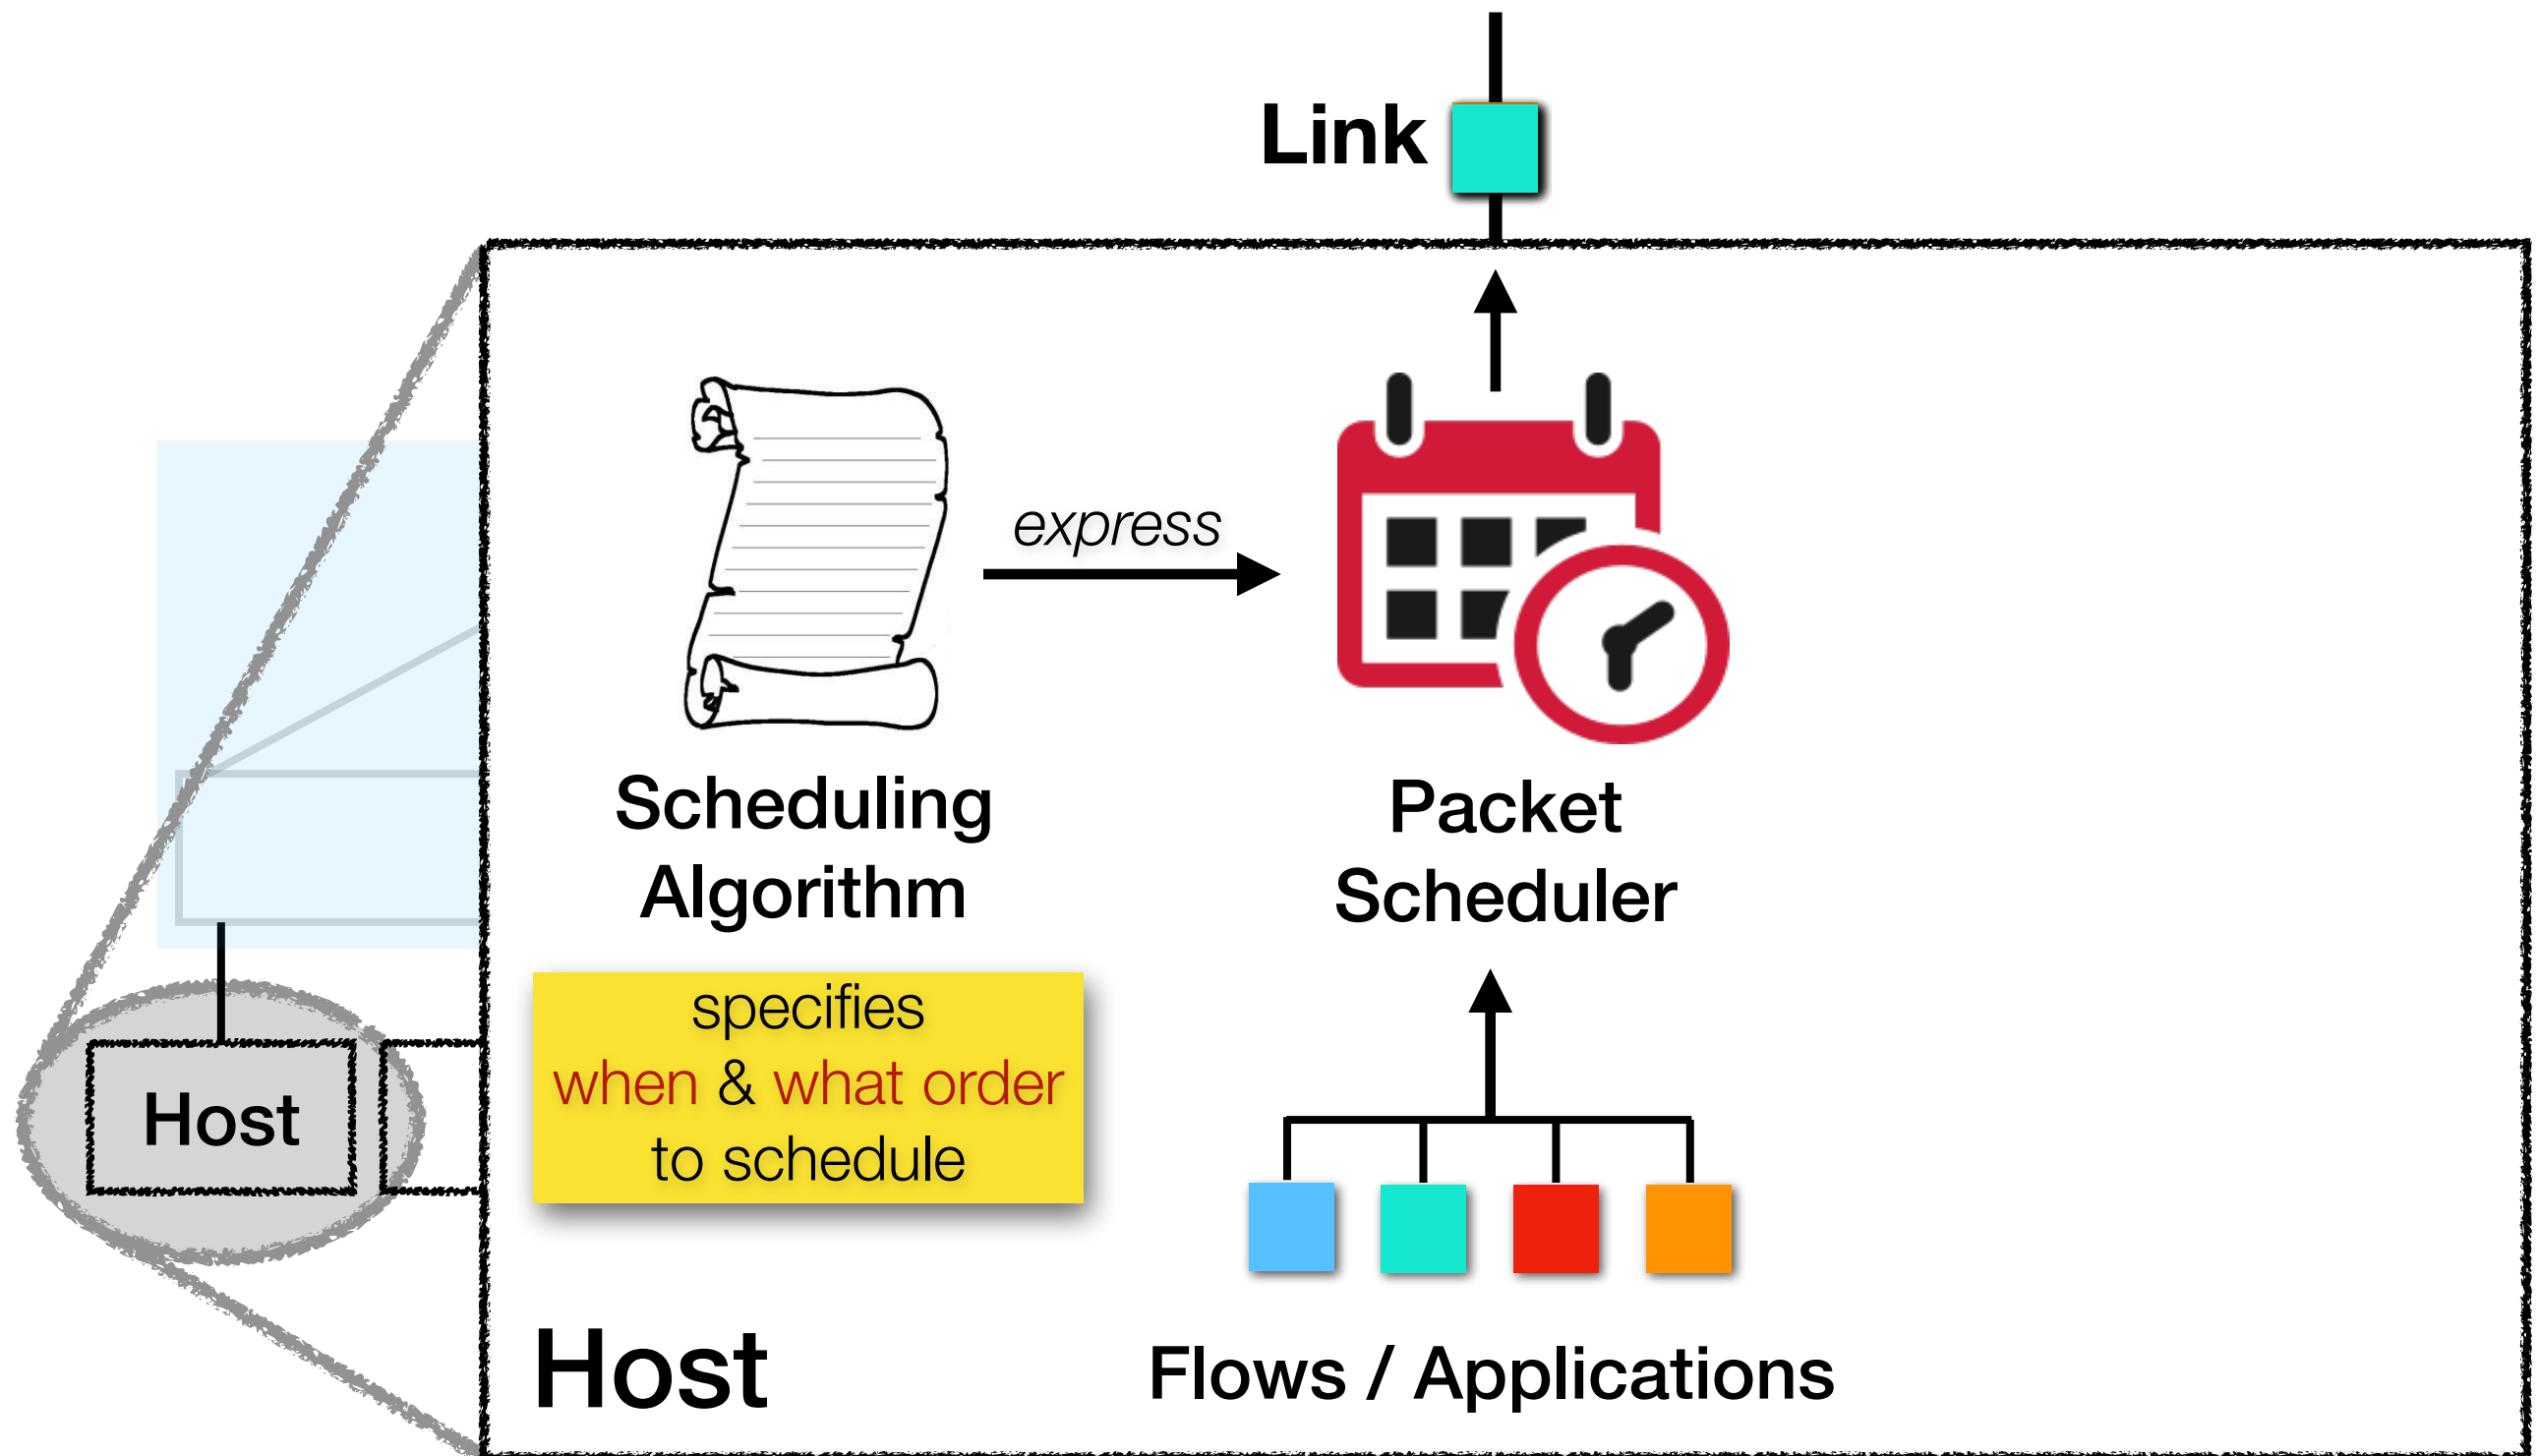 Link
express
Scheduling
Algorithm
Packet
Scheduler
specifies
when & what order
to schedule
Host
Host
Flows / Applications